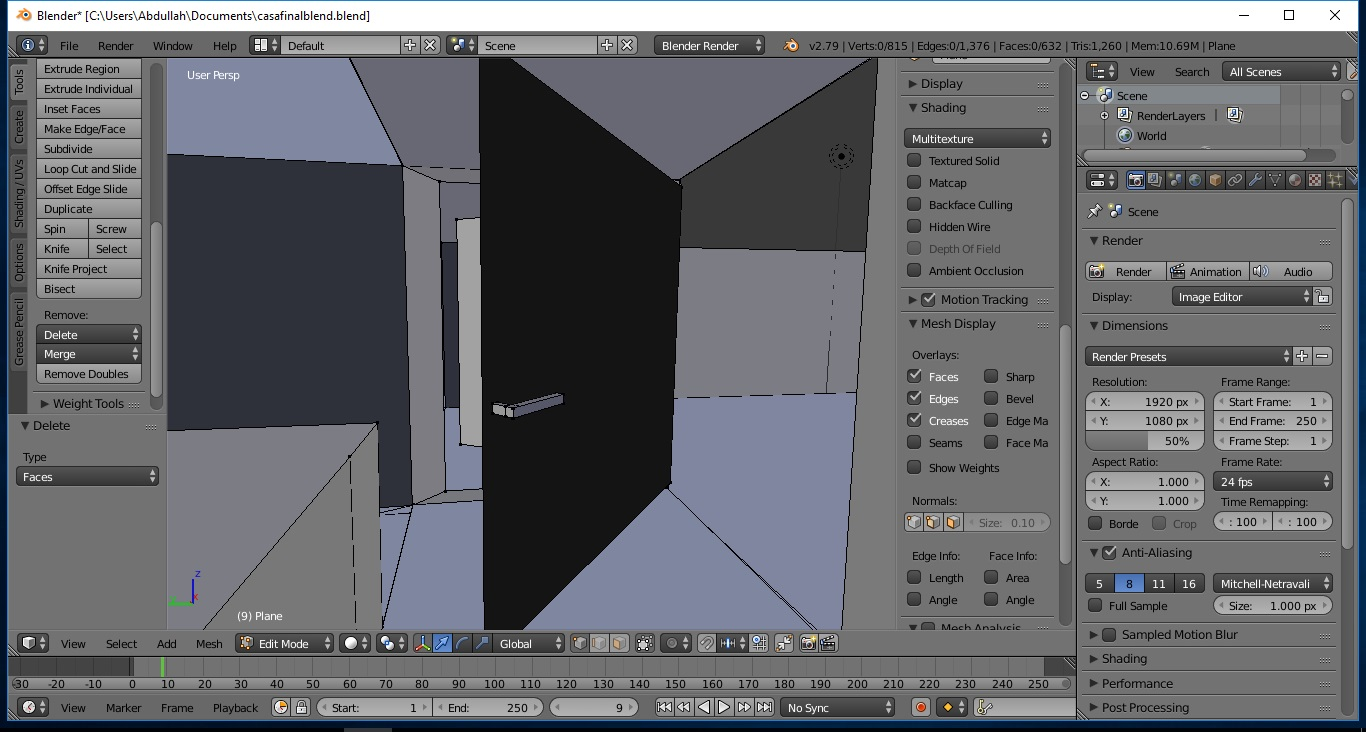 Blender* [C:\Users\Abdullah\Documents\casafinalblend.blend]
File Render Window Help Default Scene Blender Render v2.79 | Verts:0/815 | Edges:0/1,376 | Faces:0/632 | Tris:1,260 | Mem:10.69M | Plane
Tools
Create
Shading / UVs
Options
Grease Pencil
Extrude Region
Extrude Individual
Inset Faces
Make Edge/Face
Subdivide
Loop Cut and Slide
Offset Edge Slide
Duplicate
Spin Screw
Knife Select
Knife Project
Bisect
Remove:
Delete
Merge
Remove Doubles
Weight Tools
Delete
Type
Faces
User Persp
z
(9) Plane
Display
Shading
Multitexture
Textured Solid
Matcap
Backface Culling
Hidden Wire
Depth Of Field
Ambient Occlusion
Motion Tracking
Mesh Display
Overlays:
Faces Sharp
Edges Bevel
Creases Edge Ma
Seams Face Ma
Show Weights
Normals:
Size: 0.10
Edge Info: Face Info:
Length Area
Angle Angle
Mesh Analysis
View Search All Scenes
Scene
RenderLayers
World
Scene
Render
Render Animation Audio
Display: Image Editor
Dimensions
Render Presets
Resolution: Frame Range:
X: 1920 px Start Frame: 1
Y: 1080 px End Frame: 250
50% Frame Step: 1
Aspect Ratio: Frame Rate:
X: 1.000 24 fps
Y: 1.000 Time Remapping:
Borde Crop : 100 : 100
Anti-Aliasing
5 8 11 16 Mitchell-Netravali
Full Sample Size: 1.000 px
Sampled Motion Blur
Shading
Performance
Post Processing
View Select Add Mesh Edit Mode Global
-30 -20 -10 0 10 20 30 40 50 60 70 80 90 100 110 120 130 140 150 160 170 180 190 200 210 220 230 240 250
View Marker Frame Playback Start: 1 End: 250 9 No Sync